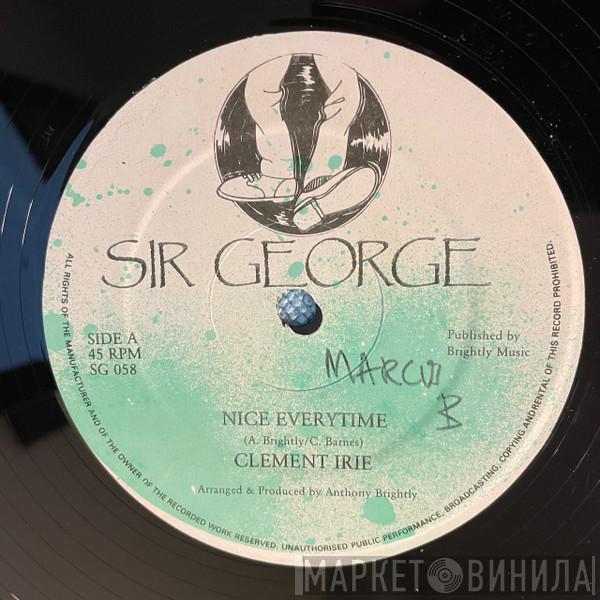 SIR GEORGE
SIDE A
45 RPM
SG 058
Published by
Brightly Music
MARCUS
B
NICE EVERYTIME
(A. Brightly/C. Barnes)
CLEMENT IRIE
Arranged & Produced by Anthony Brightly
ALL RIGHTS OF THE MANUFACTURER AND OF THE OWNER OF THE RECORDED WORK RESERVED. UNAUTHORISED PUBLIC PERFORMANCE, BROADCASTING, COPYING AND RENTAL OF THIS RECORD PROHIBITED.
МАРКЕТ ВИНИЛА